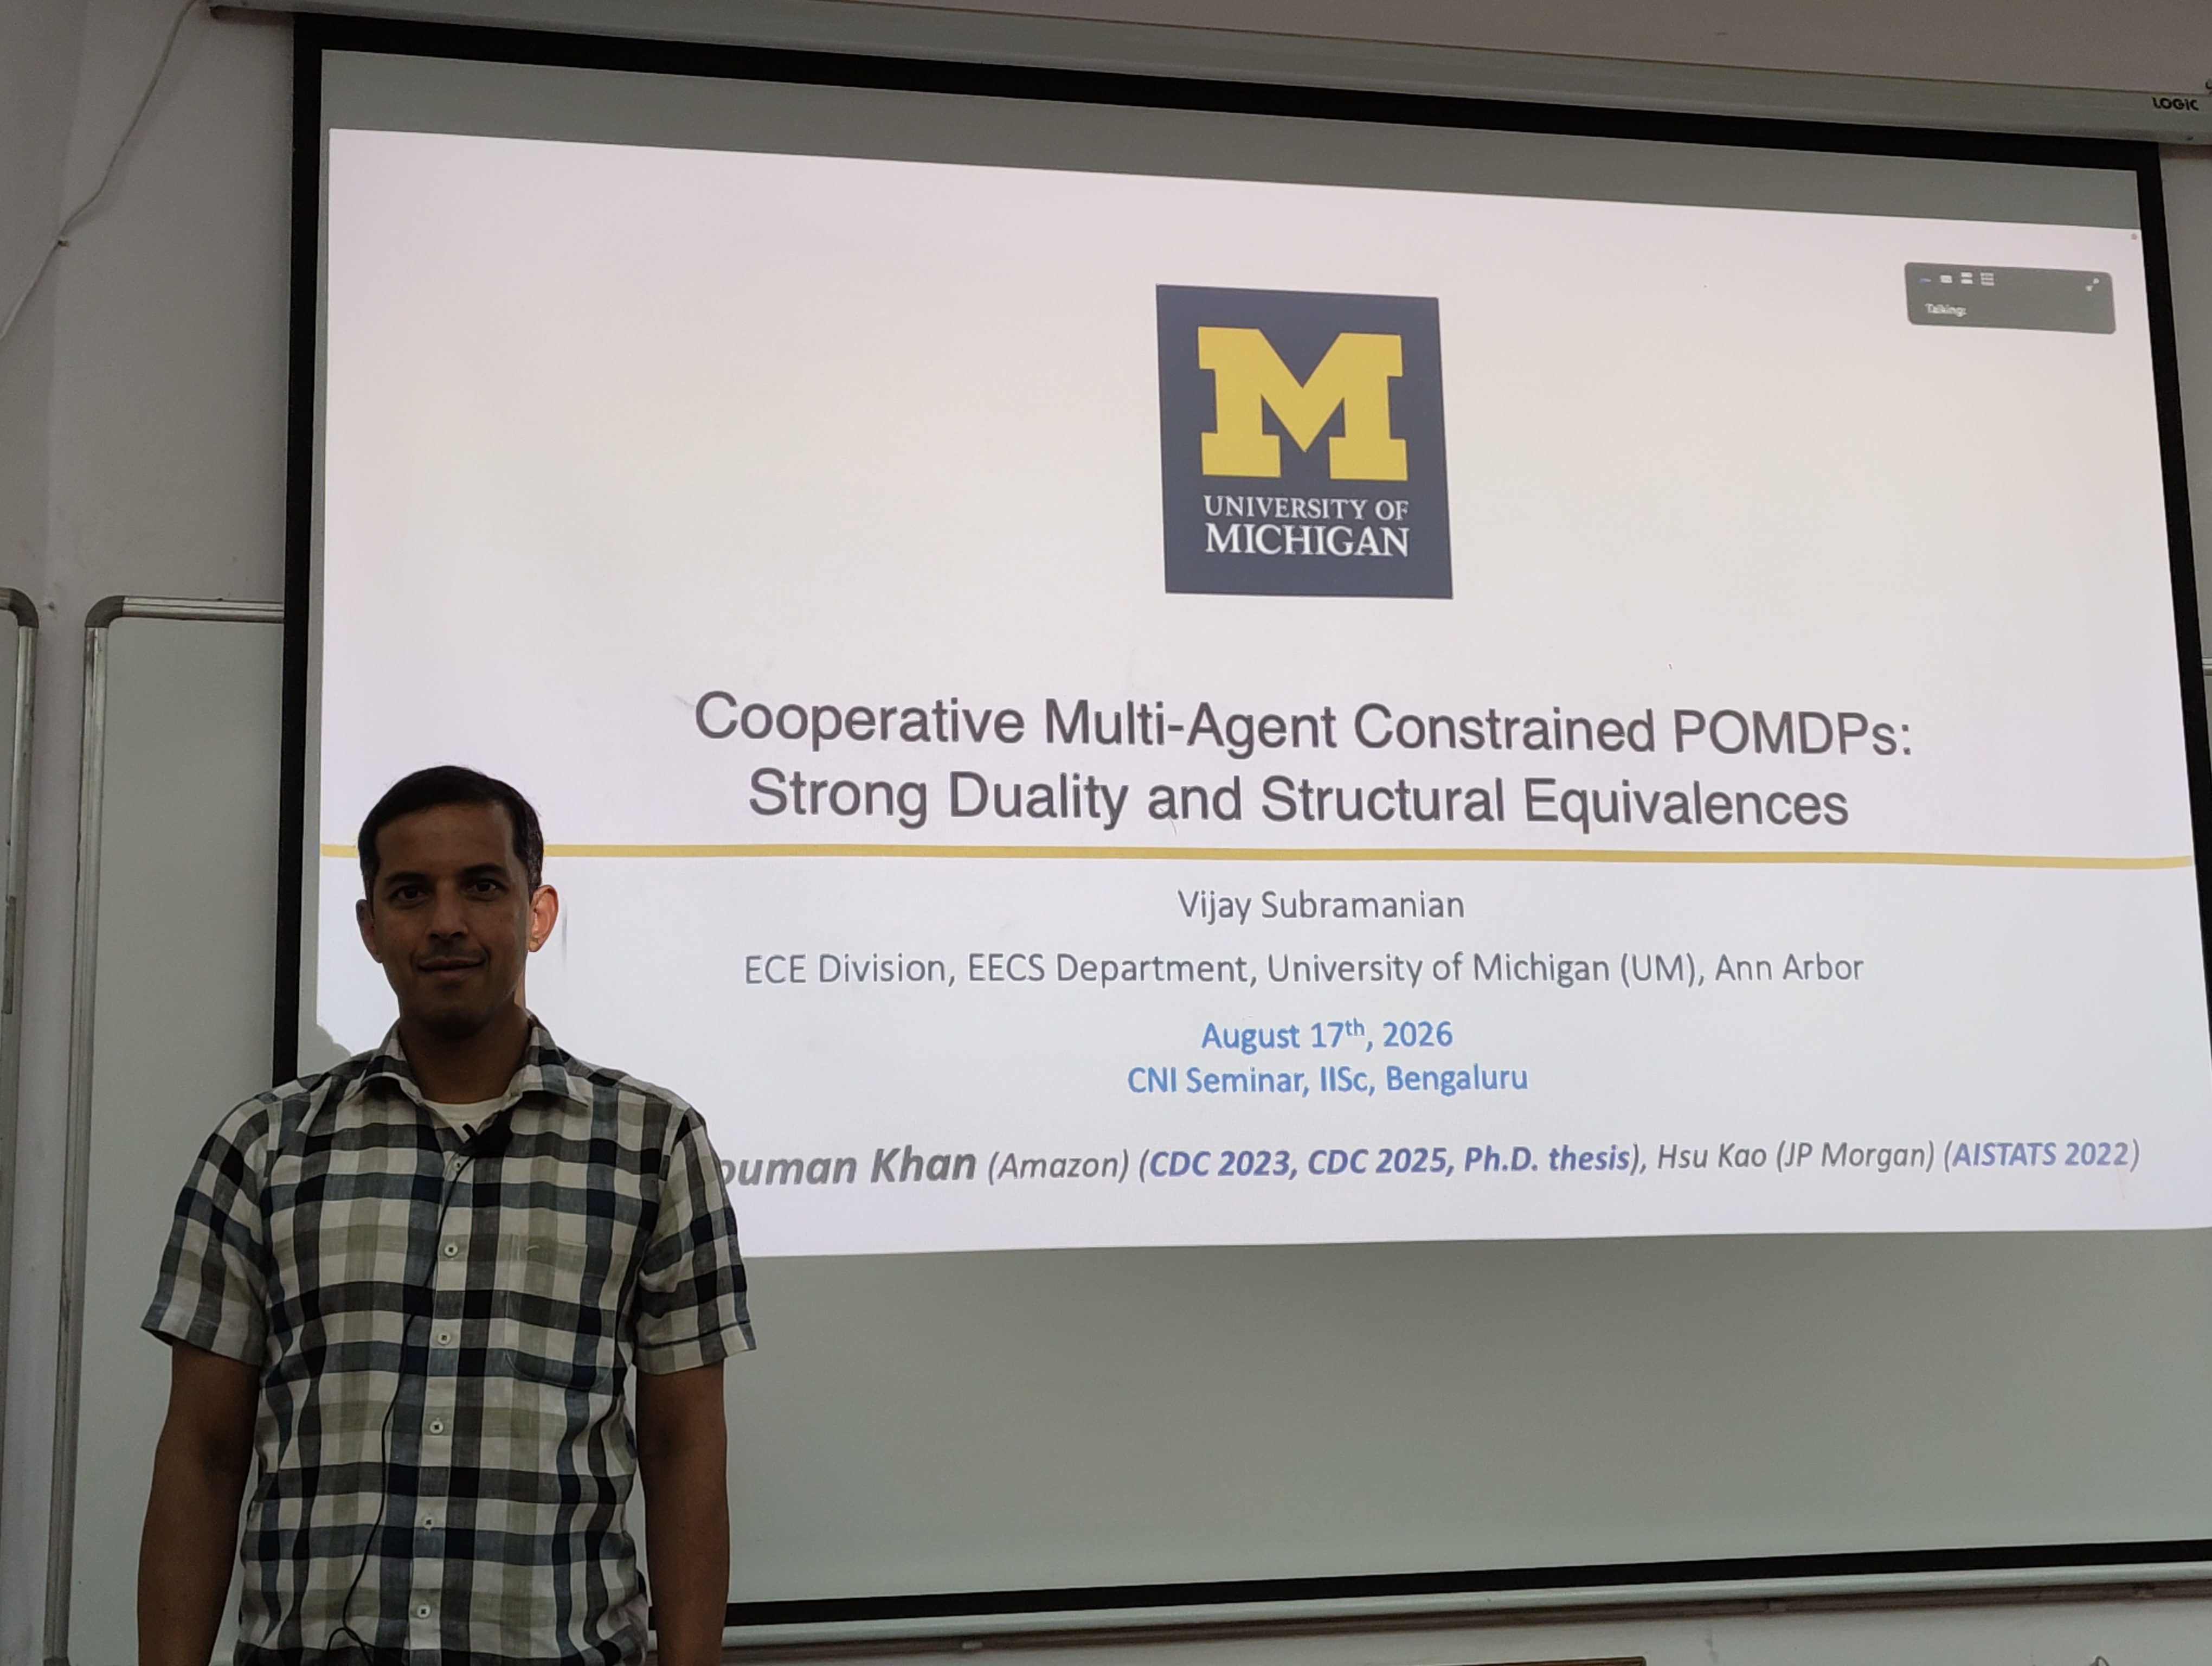 LOGIC
Talking:
M
UNIVERSITY OF
MICHIGAN
Cooperative Multi-Agent Constrained POMDPs:
Strong Duality and Structural Equivalences
Vijay Subramanian
ECE Division, EECS Department, University of Michigan (UM), Ann Arbor
August 17th, 2026
CNI Seminar, IISc, Bengaluru
ouman Khan (Amazon) (CDC 2023, CDC 2025, Ph.D. thesis), Hsu Kao (JP Morgan) (AISTATS 2022)